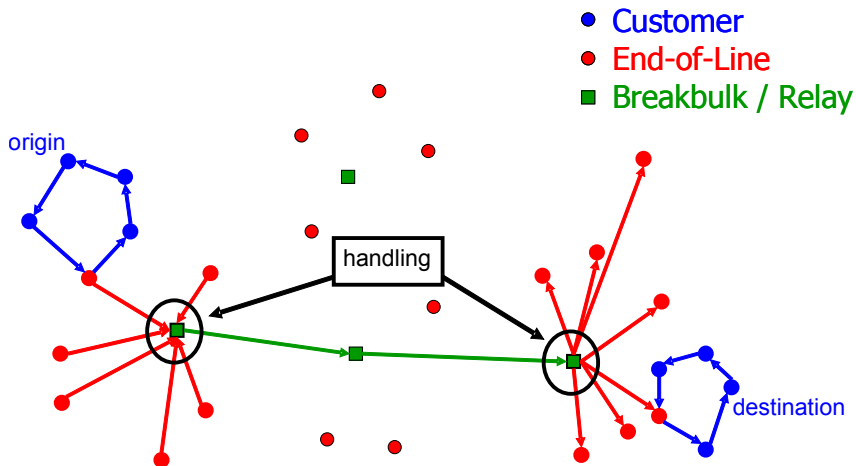 Customer
End-of-Line
Breakbulk / Relay
origin
handling
destination